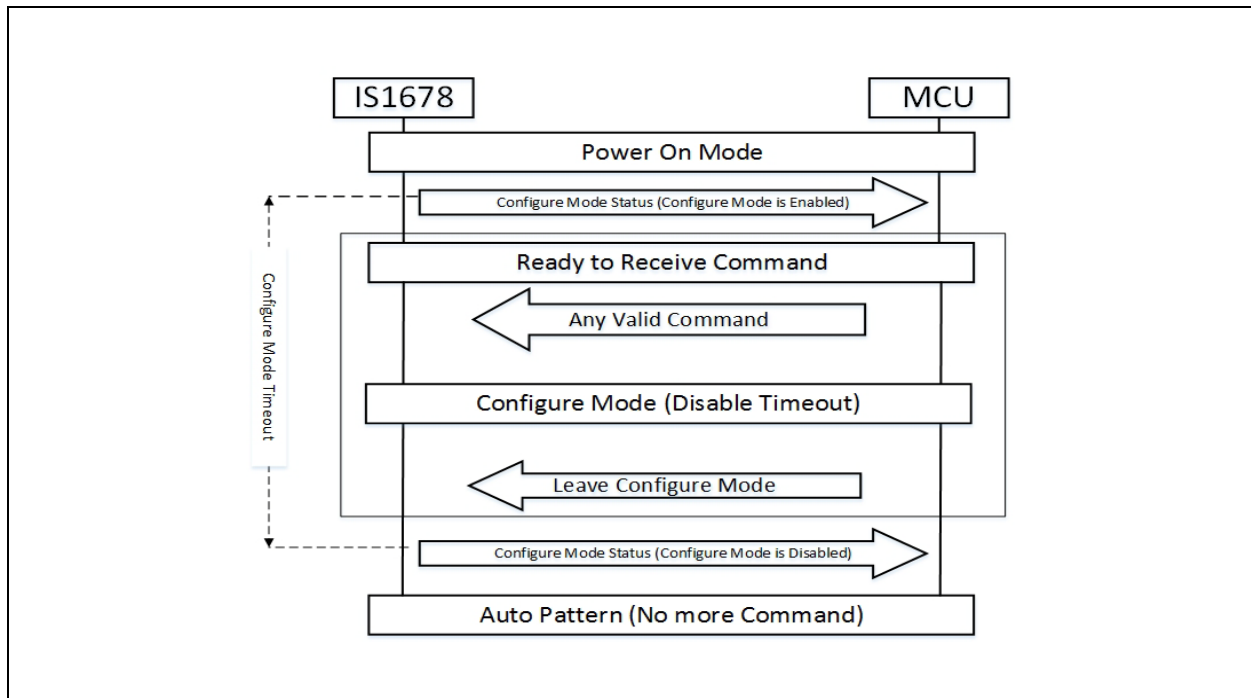 IS1678
MCU
Power On Mode
Configure Mode Status (Configure Mode is Enabled)
Ready to Receive Command
Any Valid Command
Configure Mode Timeout
Configure Mode (Disable Timeout)
Leave Configure Mode
Configure Mode Status (Configure Mode is Disabled)
Auto Pattern (No more Command)